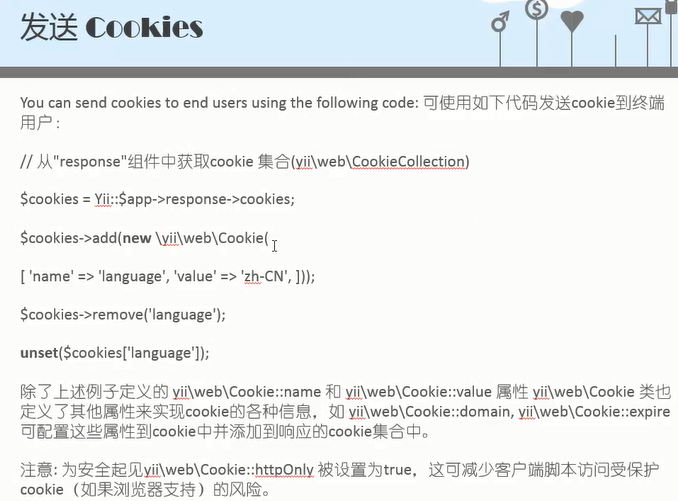 发送 Cookies
You can send cookies to end users using the following code: 可使用如下代码发送cookie到终端
用户：
// 从"response"组件中获取cookie 集合(yii\web\CookieCollection)
$cookies = Yii::$app->response->cookies;
$cookies->add(new \yii\web\Cookie(
[ 'name' => 'language', 'value' => 'zh-CN', ]));
$cookies->remove('language');
unset($cookies['language']);
除了上述例子定义的 yii\web\Cookie::name 和 yii\web\Cookie::value 属性 yii\web\Cookie 类也
定义了其他属性来实现cookie的各种信息，如 yii\web\Cookie::domain, yii\web\Cookie::expire
可配置这些属性到cookie中并添加到响应的cookie集合中。
注意: 为安全起见yii\web\Cookie::httpOnly 被设置为true，这可减少客户端脚本访问受保护
cookie（如果浏览器支持）的风险。